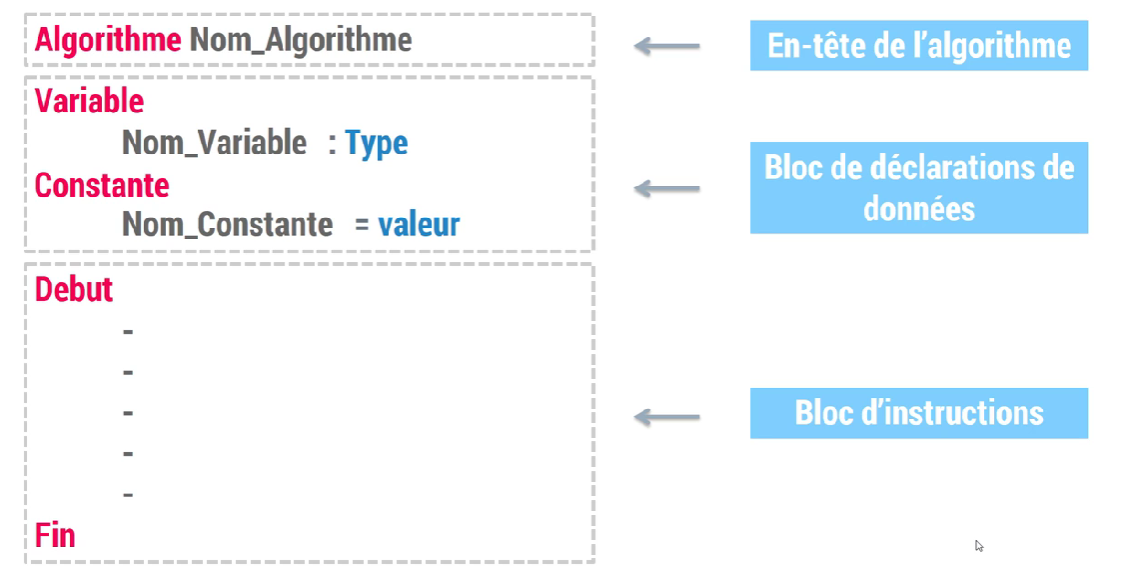 Algorithme Nom_Algorithme
En-tête de l'algorithme
Variable
Nom_Variable : Type
Constante
Nom_Constante = valeur
Bloc de déclarations de
données
Debut
-
-
-
-
-
Fin
Bloc d'instructions